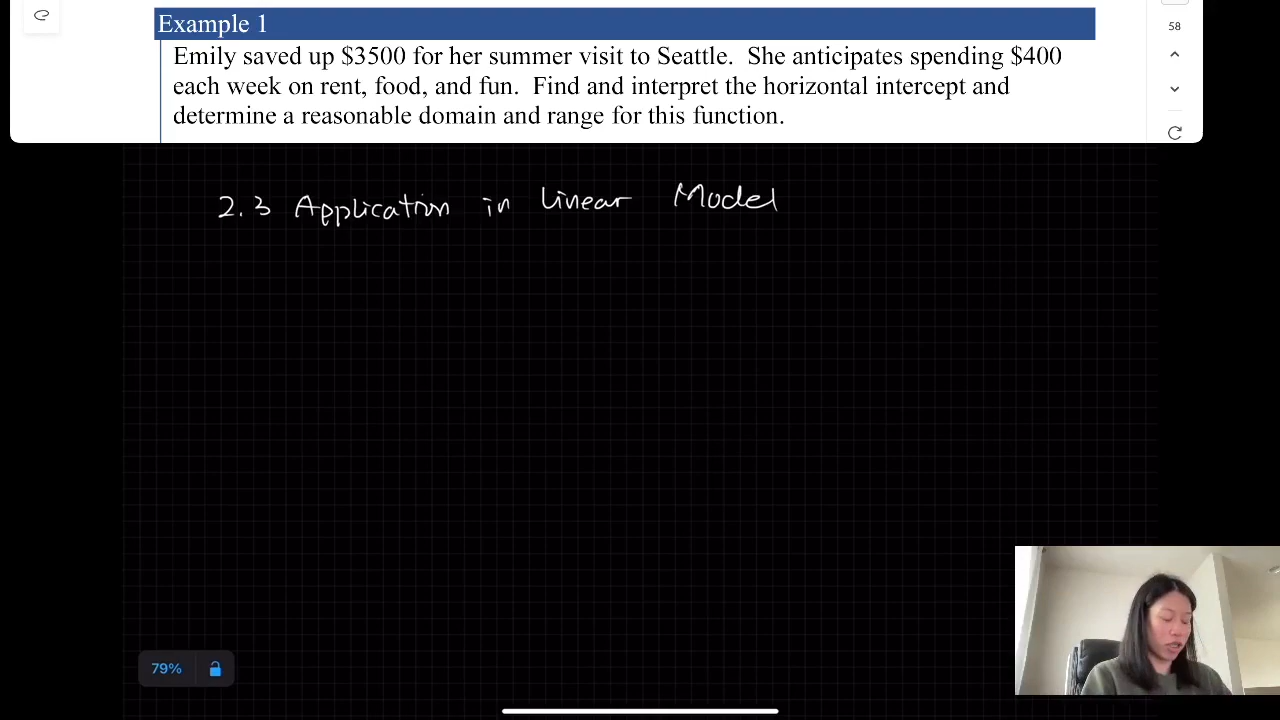 Example 1
58
Emily saved up $3500 for her summer visit to Seattle. She anticipates spending $400
each week on rent, food, and fun. Find and interpret the horizontal intercept and
determine a reasonable domain and range for this function.
2.3 Application in linear Model
79%